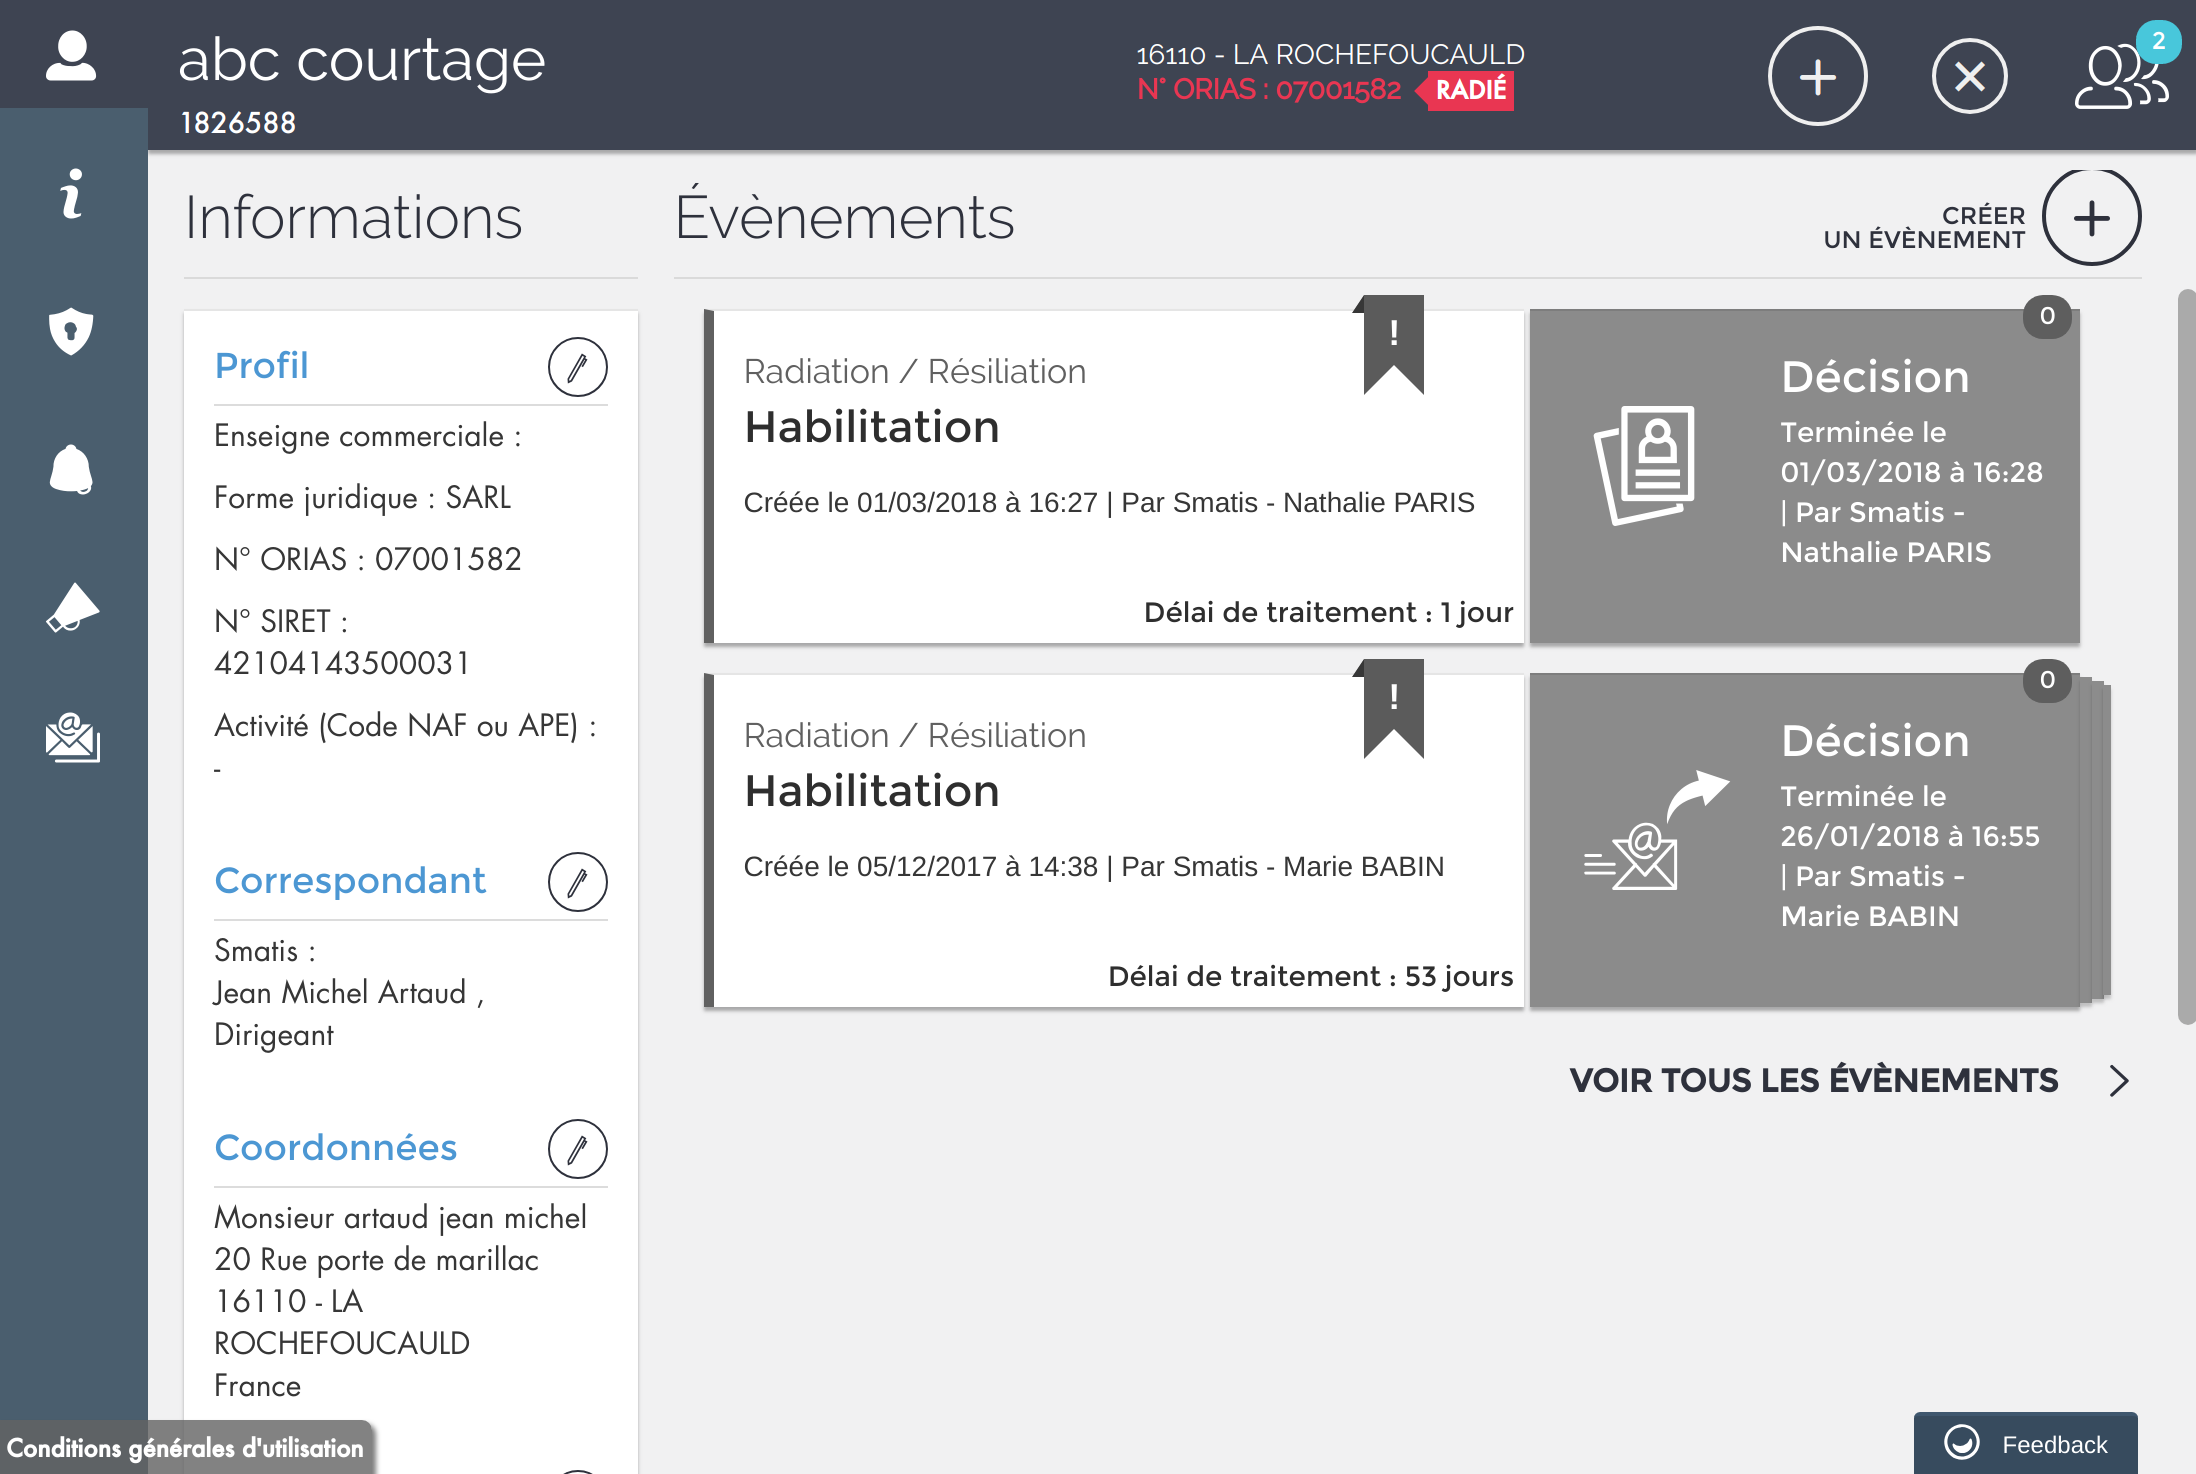 abc courtage
1826588
16110 - LA ROCHEFOUCAULD
N° ORIAS : 07001582 RADIÉ
2
Informations
Profil
Enseigne commerciale :
Forme juridique : SARL
N° ORIAS : 07001582
N° SIRET :
42104143500031
Activité (Code NAF ou APE) :
-
Correspondant
Smatis :
Jean Michel Artaud ,
Dirigeant
Coordonnées
Monsieur artaud jean michel
20 Rue porte de marillac
16110 - LA
ROCHEFOUCAULD
France
Conditions générales d'utilisation
Évènements
CRÉER
UN ÉVÈNEMENT
!
Radiation / Résiliation
Habilitation
Créée le 01/03/2018 à 16:27 | Par Smatis - Nathalie PARIS
Délai de traitement : 1 jour
0
Décision
Terminée le
01/03/2018 à 16:28
| Par Smatis -
Nathalie PARIS
!
Radiation / Résiliation
Habilitation
Créée le 05/12/2017 à 14:38 | Par Smatis - Marie BABIN
Délai de traitement : 53 jours
0
Décision
Terminée le
26/01/2018 à 16:55
| Par Smatis -
Marie BABIN
VOIR TOUS LES ÉVÈNEMENTS
Feedback